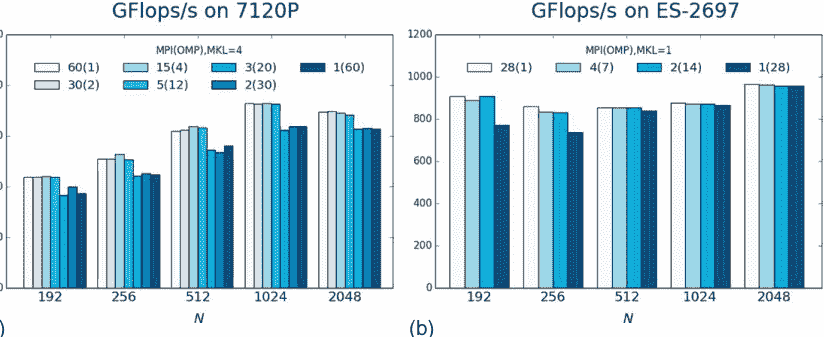 GFlops/s on 7120P
MPI(OMP),MKL=4
60(1) 15(4) 3(20) 1(60)
30(2) 5(12) 2(30)
0
192 256 512 1024 2048
N
)
GFlops/s on ES-2697
MPI(OMP),MKL=1
28(1) 4(7) 2(14) 1(28)
1200
1000
800
600
400
200
0
192 256 512 1024 2048
N
(b)